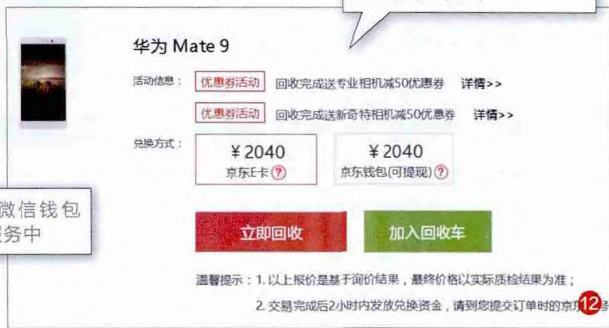 华为 Mate 9
活动信息： 优惠券活动 回收完成送专业相机减50优惠券 详情>>
优惠券活动 回收完成送新奇特相机减50优惠券 详情>>
兑换方式： ￥2040 ￥2040
京东E卡? 京东钱包(可提现)?
微信钱包
务中
立即回收 加入回收车
温馨提示：1. 以上报价是基于询价结果，最终价格以实际质检结果为准；
2. 交易完成后2小时内发放兑换资金，请到您提交订单时的京
12